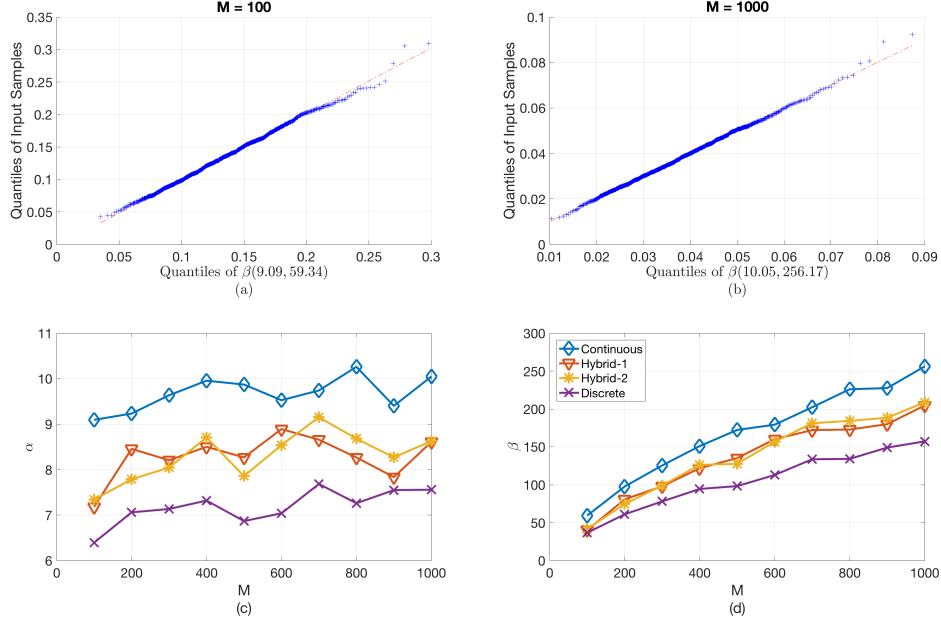 M = 100
0.35
0.3
0.25
0.2
0.15
0.1
0.05
0
Quantiles of Input Samples
0 0.05 0.1 0.15 0.2 0.25 0.3
Quantiles of β(9.09, 59.34)
(a)
M = 1000
0.1
0.08
0.06
0.04
0.02
0
Quantiles of Input Samples
0.01 0.02 0.03 0.04 0.05 0.06 0.07 0.08 0.09
Quantiles of β(10.05, 256.17)
(b)
11
10
9
8
7
6
α
0 200 400 600 800 1000
M
(c)
300
250
200
150
100
50
0
β
Continuous
Hybrid-1
Hybrid-2
Discrete
0 200 400 600 800 1000
M
(d)